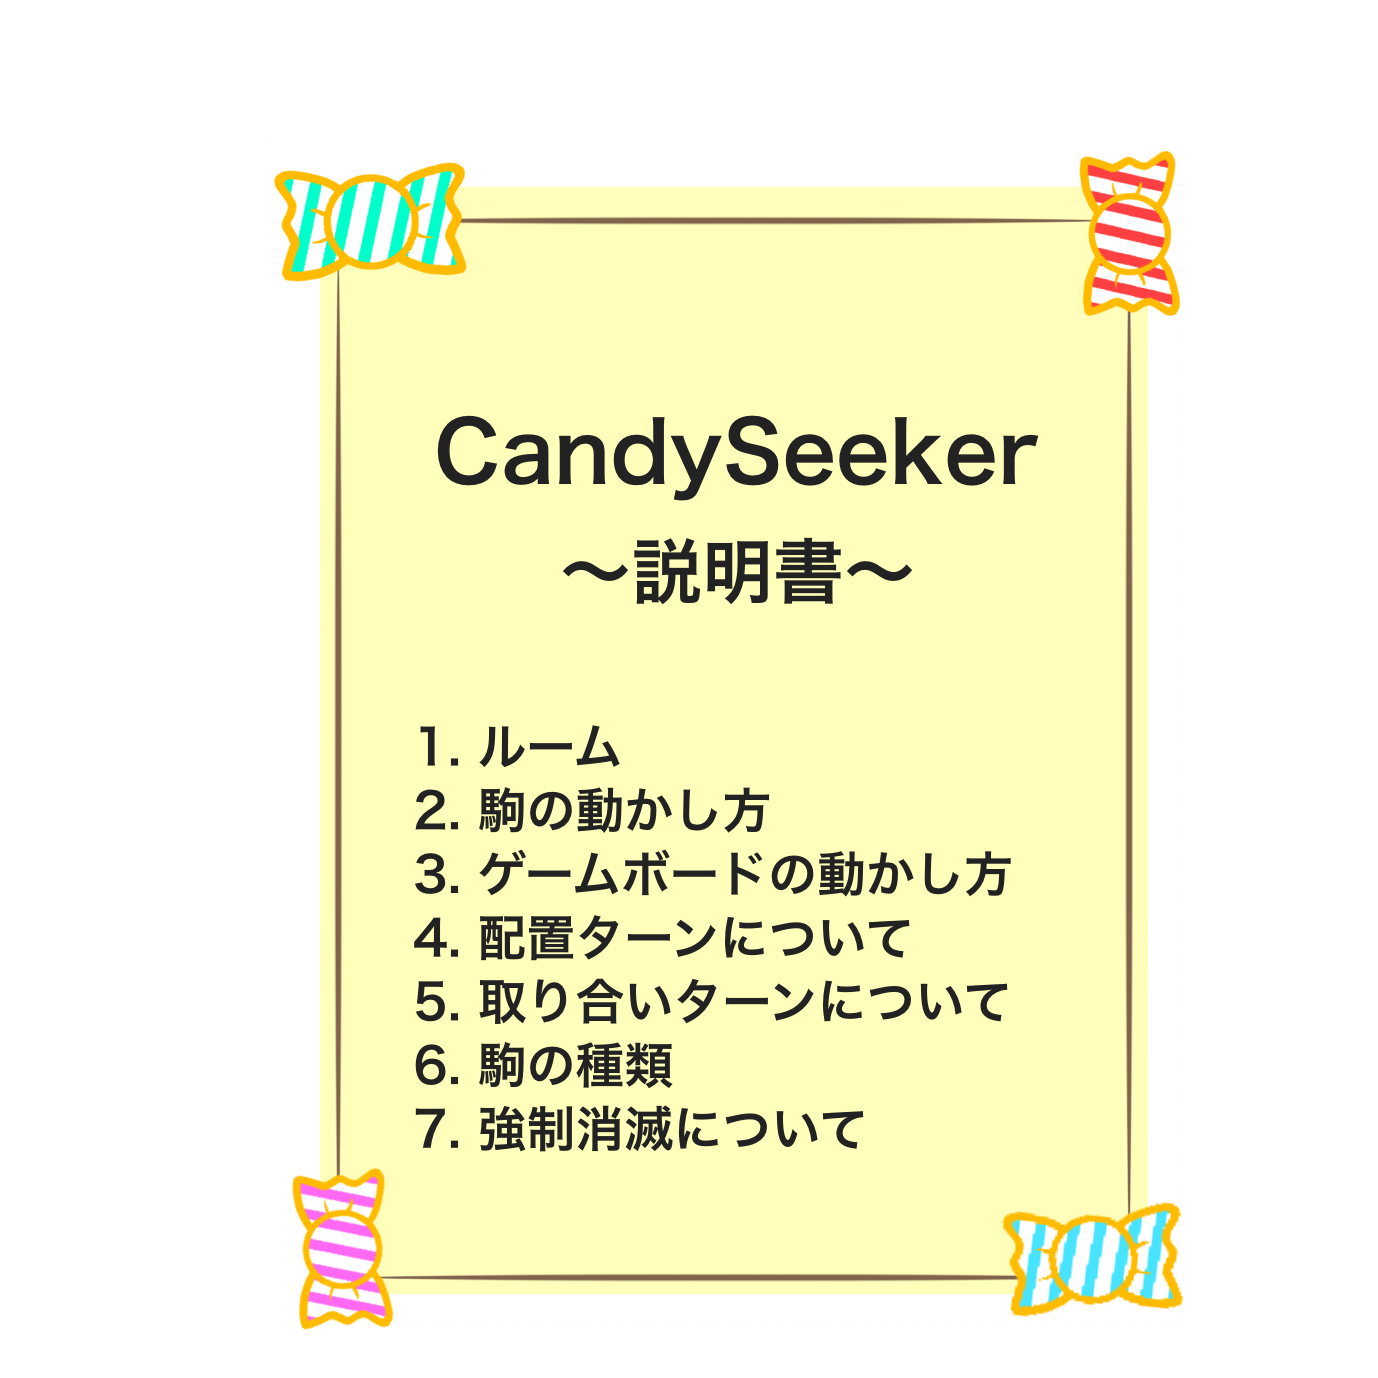 CandySeeker
～説明書～
1. ルーム
2. 駒の動かし方
3. ゲームボードの動かし方
4. 配置ターンについて
5. 取り合いターンについて
6. 駒の種類
7. 強制消滅について